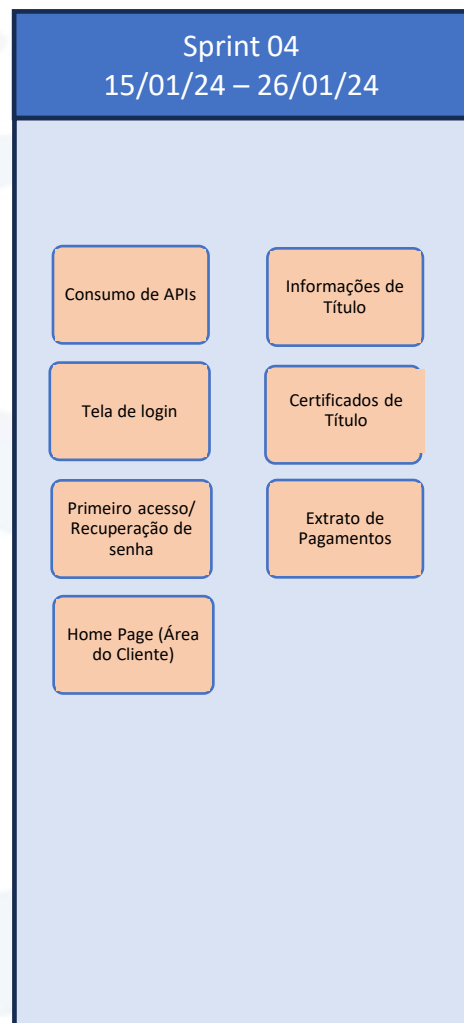 Sprint 04
15/01/24 – 26/01/24
Consumo de APIs
Informações de
Título
Tela de login
Certificados de
Título
Primeiro acesso/
Recuperação de
senha
Extrato de
Pagamentos
Home Page (Área
do Cliente)